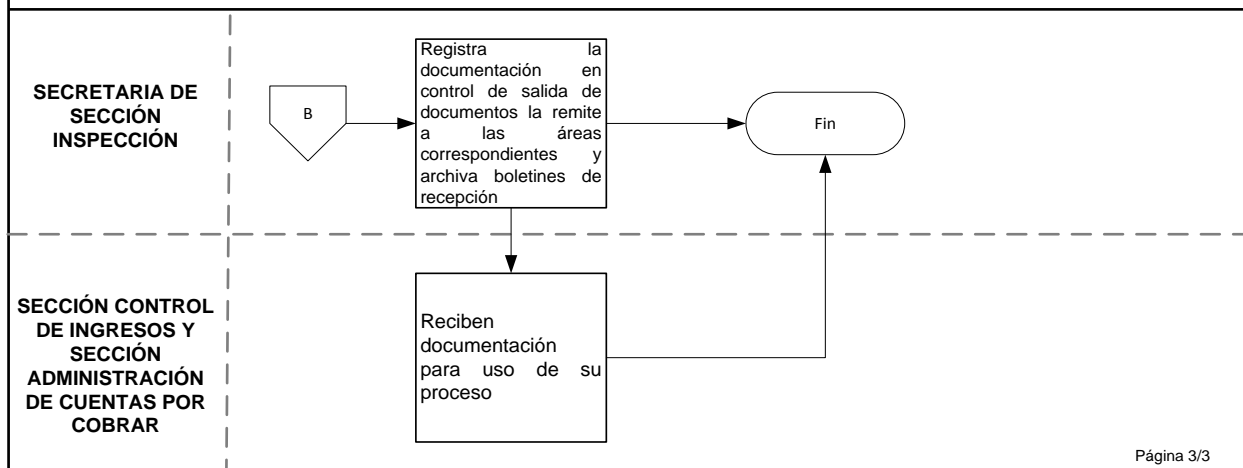 SECRETARIA DE
SECCIÓN
INSPECCIÓN
B
Registra la
documentación en
control de salida de
documentos la remite
a las áreas
correspondientes y
archiva boletines de
recepción
Fin
SECCIÓN CONTROL
DE INGRESOS Y
SECCIÓN
ADMINISTRACIÓN
DE CUENTAS POR
COBRAR
Reciben
documentación
para uso de su
proceso
Página 3/3